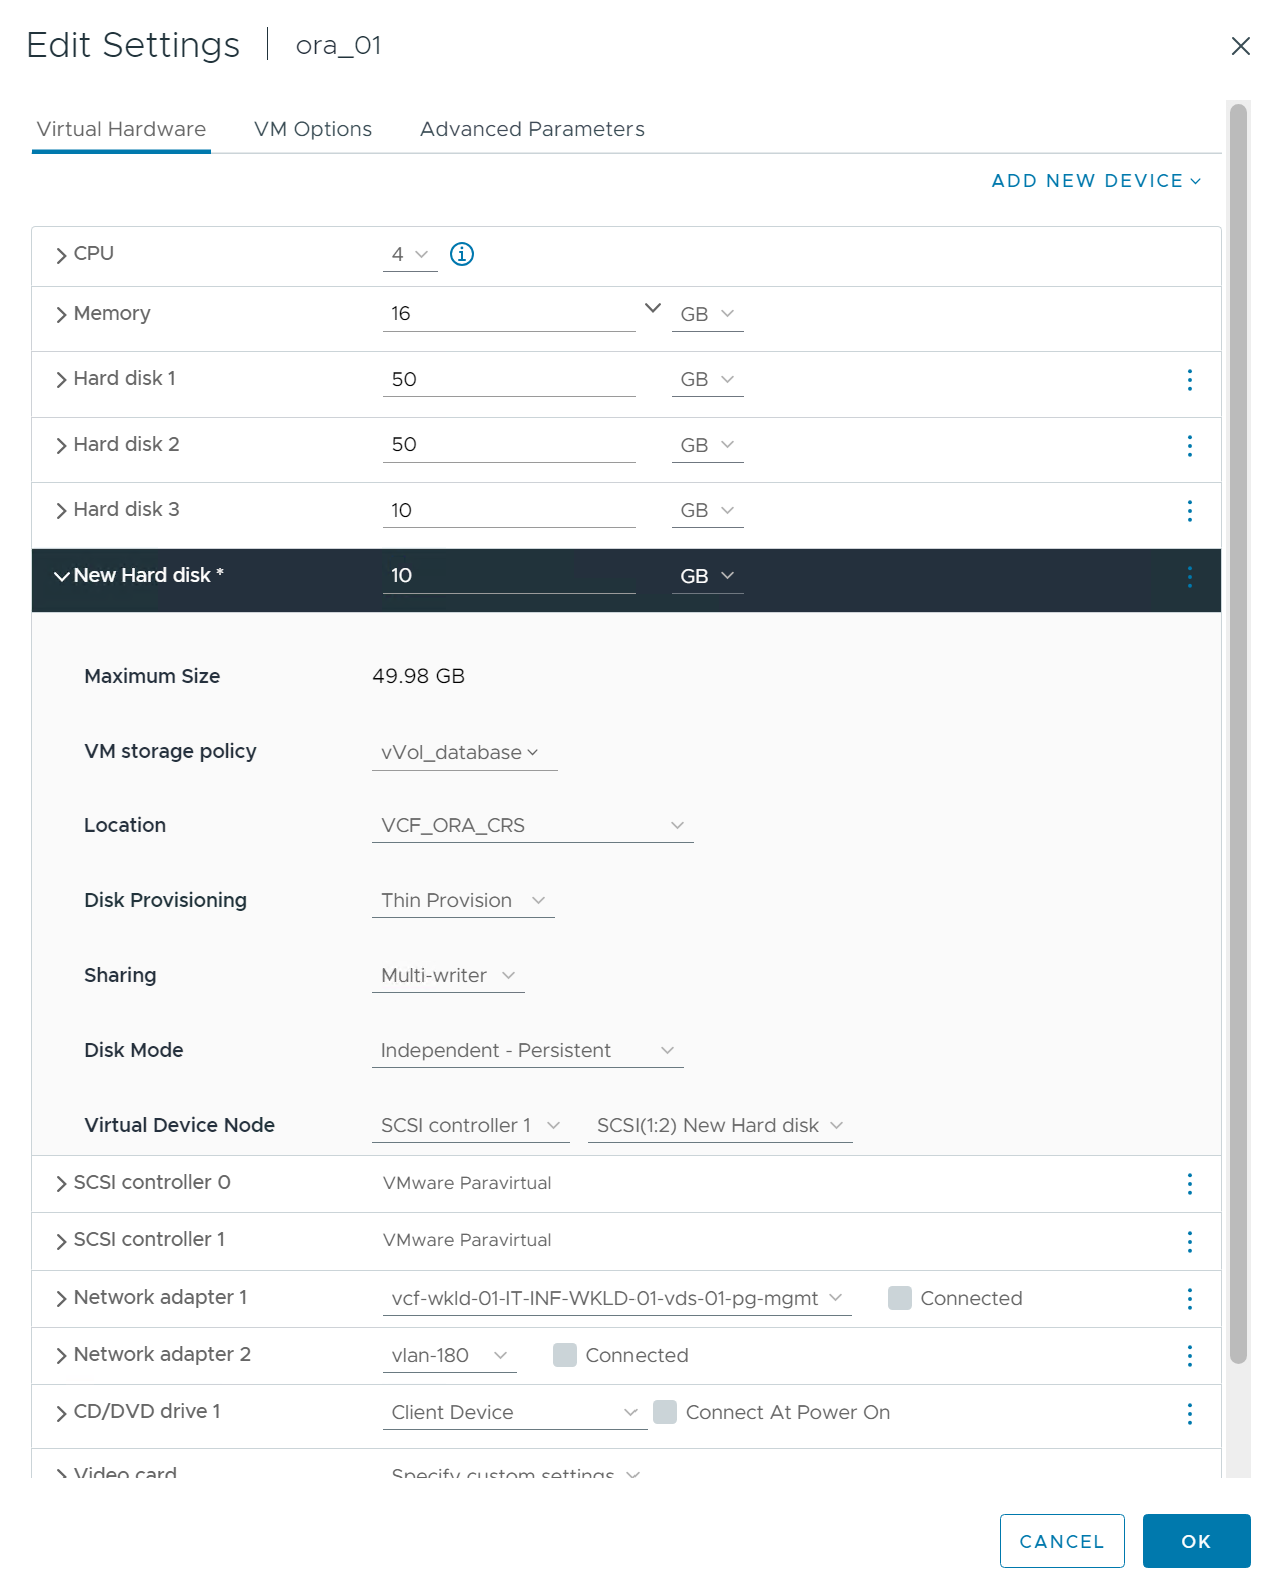 Edit Settings | ora_01
Virtual Hardware VM Options Advanced Parameters
ADD NEW DEVICE
CPU 4
Memory 16 GB
Hard disk 1 50 GB
Hard disk 2 50 GB
Hard disk 3 10 GB
New Hard disk * 10 GB
Maximum Size 49.98 GB
VM storage policy vVol_database
Location VCF_ORA_CRS
Disk Provisioning Thin Provision
Sharing Multi-writer
Disk Mode Independent - Persistent
Virtual Device Node SCSI controller 1 SCSI(1:2) New Hard disk
SCSI controller 0 VMware Paravirtual
SCSI controller 1 VMware Paravirtual
Network adapter 1 vcf-wkld-01-IT-INF-WKLD-01-vds-01-pg-mgmt Connected
Network adapter 2 vlan-180 Connected
CD/DVD drive 1 Client Device Connect At Power On
Video card Specify custom settings
CANCEL OK